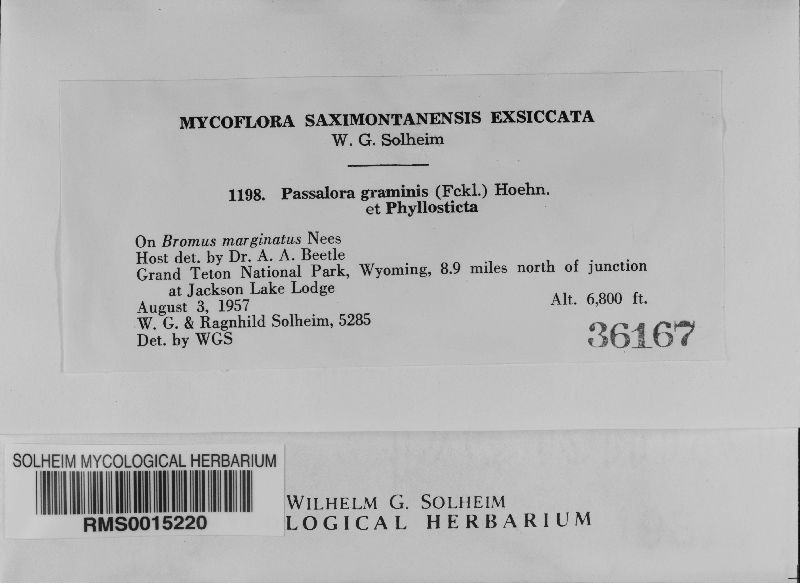 MYCOFLORA SAXIMONTANENSIS EXSICCATA
W. G. Solheim
1198. Passalora graminis (Fckl.) Hoehn.
et Phyllosticta
On Bromus marginatus Nees
Host det. by Dr. A. A. Beetle
Grand Teton National Park, Wyoming, 8.9 miles north of junction
at Jackson Lake Lodge
August 3, 1957 Alt. 6,800 ft.
W. G. & Ragnhild Solheim, 5285
Det. by WGS
36167
SOLHEIM MYCOLOGICAL HERBARIUM
RMS0015220
WILHELM G. SOLHEIM
LOGICAL HERBARIUM